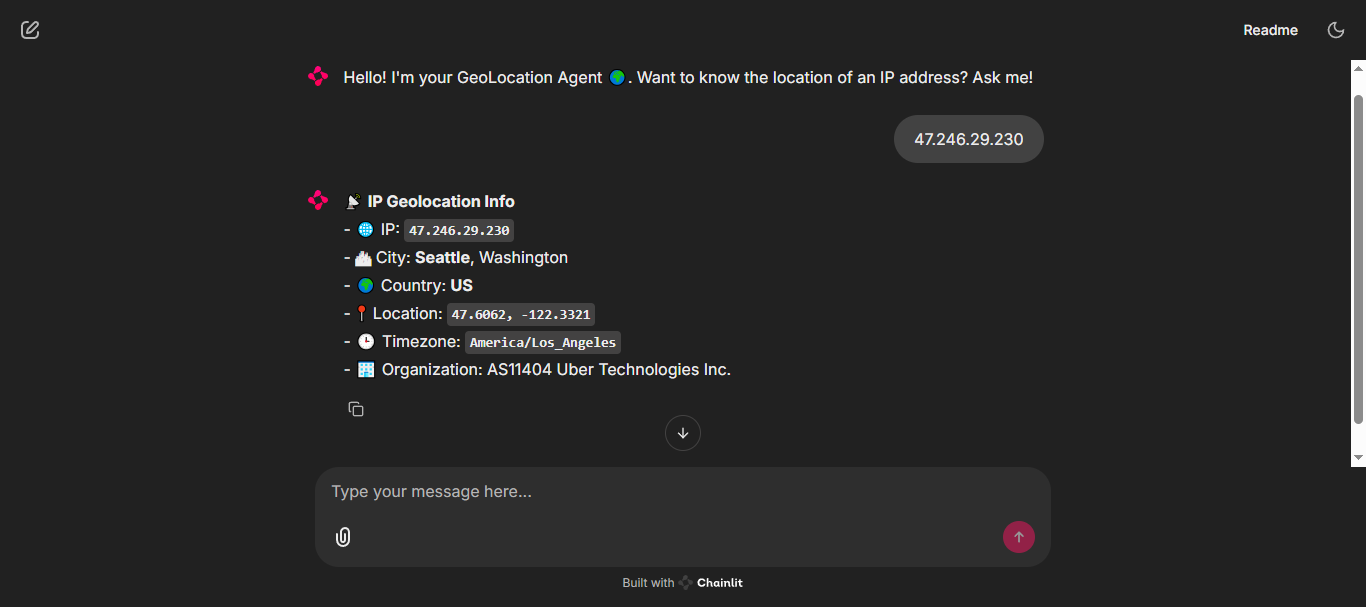 Readme
Hello! I'm your GeoLocation Agent 🌍. Want to know the location of an IP address? Ask me!
47.246.29.230
📡 IP Geolocation Info
- 🌐 IP: 47.246.29.230
- 🏙️ City: Seattle, Washington
- 🌍 Country: US
- 📍 Location: 47.6062, -122.3321
- 🕒 Timezone: America/Los_Angeles
- 🏢 Organization: AS11404 Uber Technologies Inc.
Type your message here...
Built with Chainlit